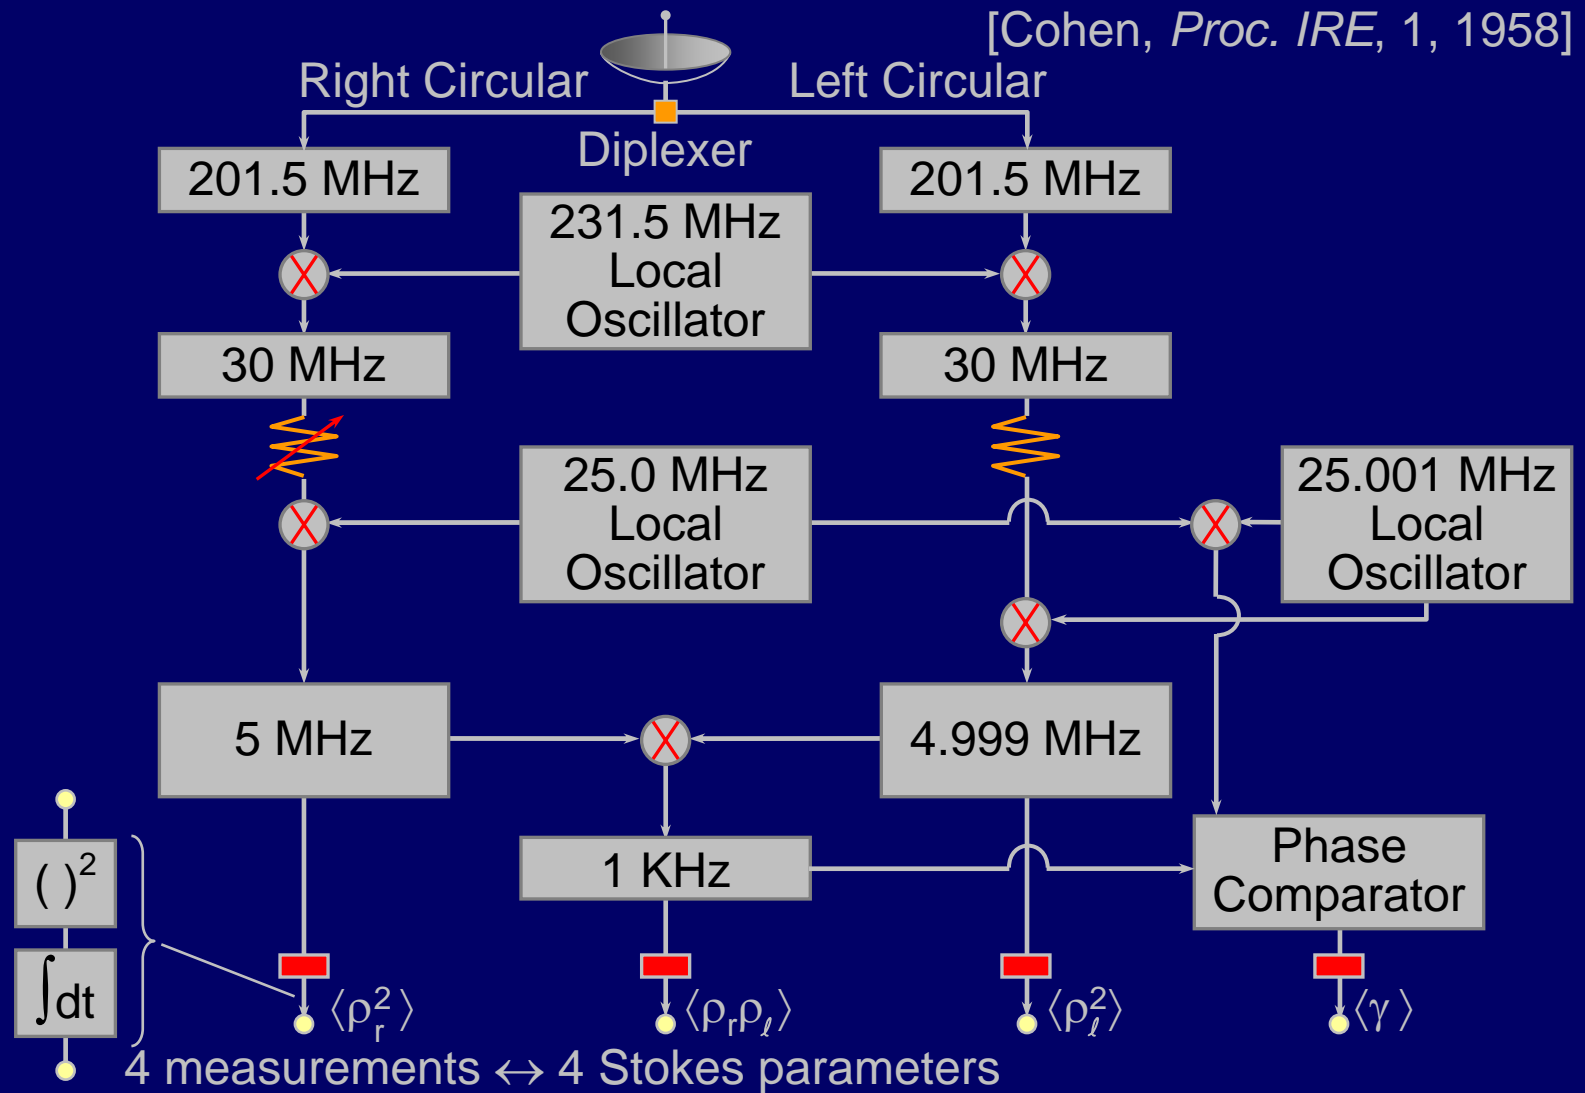 [Cohen, Proc. IRE, 1, 1958]
Right Circular
Left Circular
Diplexer
201.5 MHz
231.5 MHz
Local
Oscillator
201.5 MHz
30 MHz
30 MHz
25.0 MHz
Local
Oscillator
25.001 MHz
Local
Oscillator
5 MHz
4.999 MHz
1 KHz
Phase
Comparator
( )²
∫dt
⟨ρᵣ²⟩
⟨ρᵣρ_ℓ⟩
⟨ρ_ℓ²⟩
⟨γ⟩
4 measurements ↔ 4 Stokes parameters